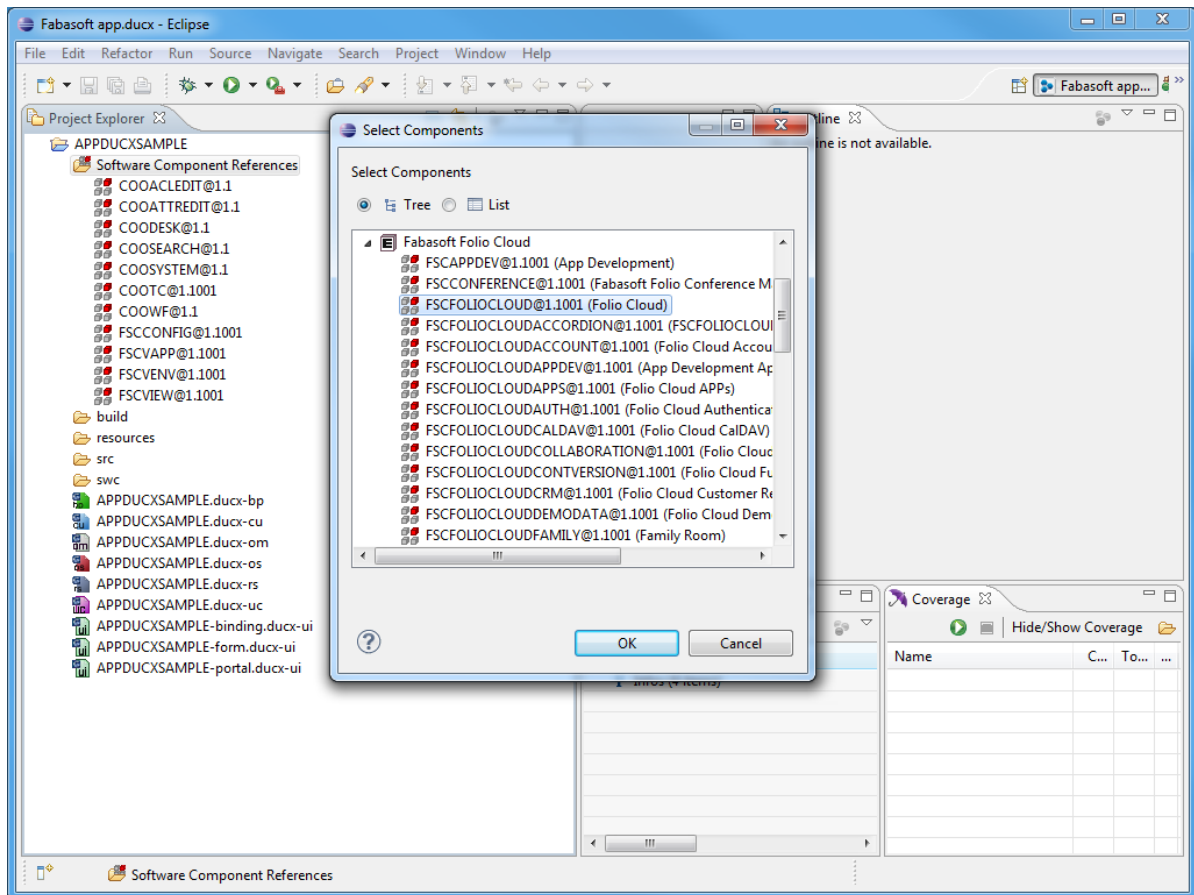 Fabasoft app.ducx - Eclipse
File Edit Refactor Run Source Navigate Search Project Window Help
Fabasoft app...
Project Explorer
APPDUCXSAMPLE
Software Component References
COOACLEDIT@1.1
COOATTREDIT@1.1
COODESK@1.1
COOSEARCH@1.1
COOSYSTEM@1.1
COOTC@1.1001
COOWF@1.1
FSCCONFIG@1.1001
FSCVAPP@1.1001
FSCVENV@1.1001
FSCVIEW@1.1001
build
resources
src
swc
APPDUCXSAMPLE.ducx-bp
APPDUCXSAMPLE.ducx-cu
APPDUCXSAMPLE.ducx-om
APPDUCXSAMPLE.ducx-os
APPDUCXSAMPLE.ducx-rs
APPDUCXSAMPLE.ducx-uc
APPDUCXSAMPLE-binding.ducx-ui
APPDUCXSAMPLE-form.ducx-ui
APPDUCXSAMPLE-portal.ducx-ui
Select Components
Select Components
Tree List
Fabasoft Folio Cloud
FSCAPPDEV@1.1001 (App Development)
FSCCONFERENCE@1.1001 (Fabasoft Folio Conference M
FSCFOLIOCLOUD@1.1001 (Folio Cloud)
FSCFOLIOCLOUDACCORDION@1.1001 (FSCFOLIOCLOU
FSCFOLIOCLOUDACCOUNT@1.1001 (Folio Cloud Accou
FSCFOLIOCLOUDAPPDEV@1.1001 (App Development Ap
FSCFOLIOCLOUDAPPS@1.1001 (Folio Cloud APPs)
FSCFOLIOCLOUDAUTH@1.1001 (Folio Cloud Authentica
FSCFOLIOCLOUDCALDAV@1.1001 (Folio Cloud CalDAV)
FSCFOLIOCLOUDCOLLABORATION@1.1001 (Folio Clouc
FSCFOLIOCLOUDCONTVERSION@1.1001 (Folio Cloud Fu
FSCFOLIOCLOUDCRM@1.1001 (Folio Cloud Customer Re
FSCFOLIOCLOUDDEMODATA@1.1001 (Folio Cloud Dem
FSCFOLIOCLOUDFAMILY@1.1001 (Family Room)
OK Cancel
tline
ine is not available.
Infos (4 items)
Coverage
Hide/Show Coverage
Name C... To... ...
Software Component References